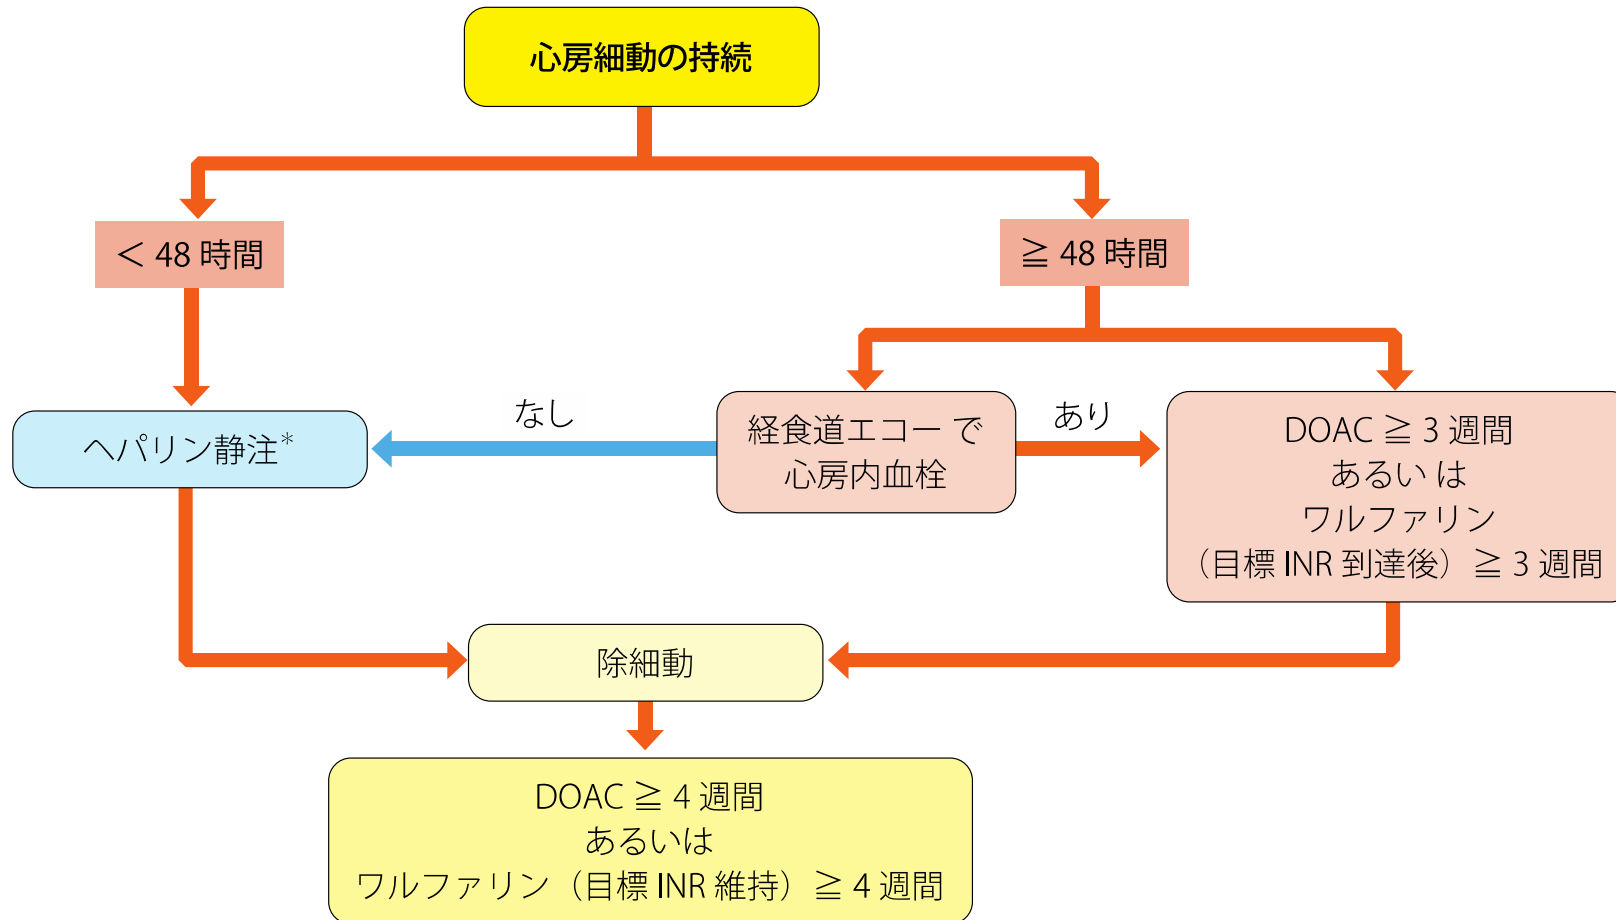 心房細動の持続
< 48 時間
≧ 48 時間
なし
あり
ヘパリン静注*
経食道エコーで
心房内血栓
DOAC ≧ 3 週間
あるいは
ワルファリン
（目標 INR 到達後）≧ 3 週間
除細動
DOAC ≧ 4 週間
あるいは
ワルファリン（目標 INR 維持）≧ 4 週間